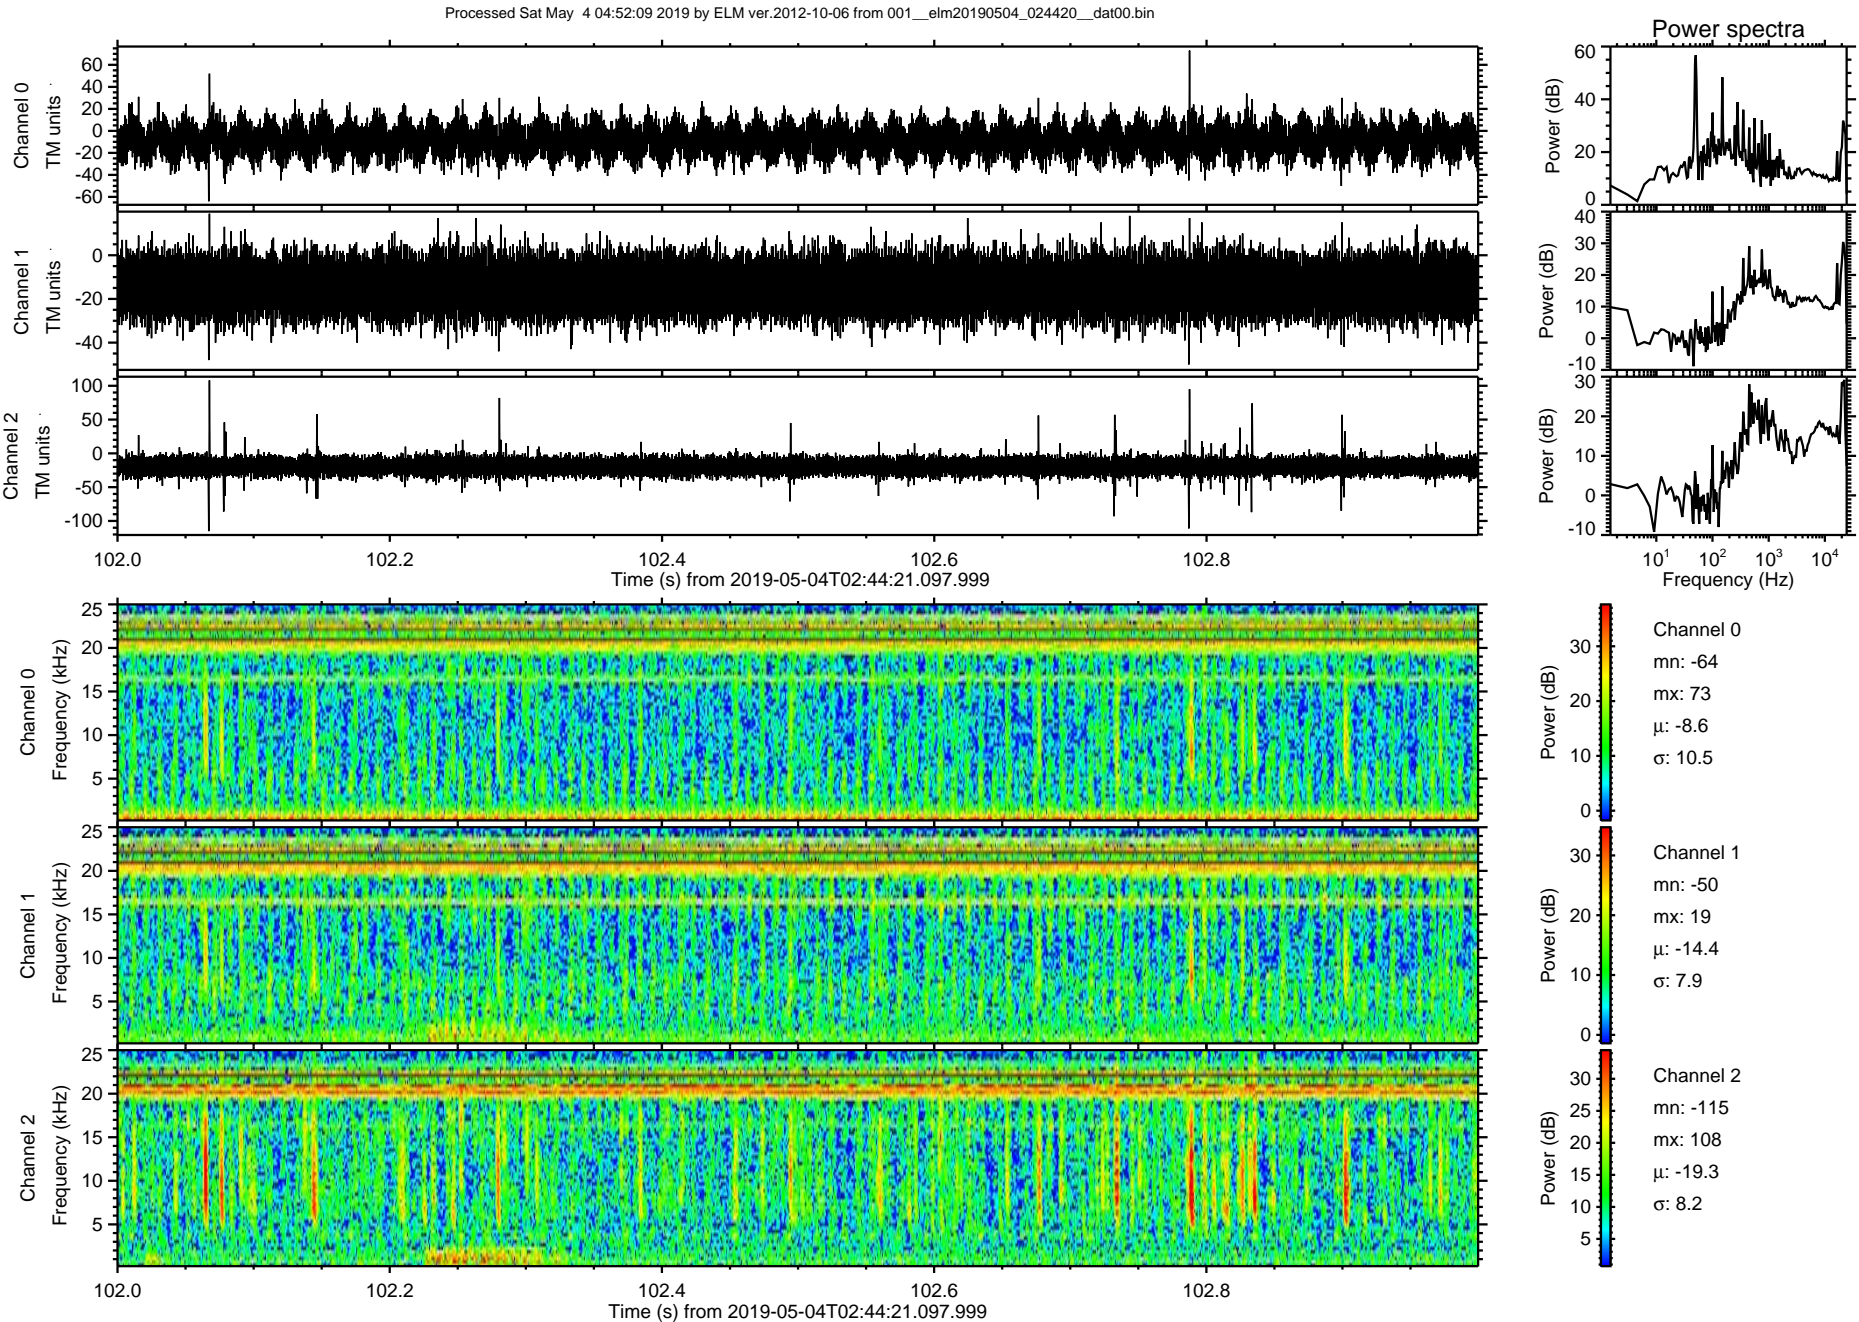 Processed Sat May  4 04:52:09 2019 by ELM ver.2012-10-06 from 001__elm20190504_024420__dat00.bin
Power spectra
Channel 0
TM units
60
40
20
0
-20
-40
-60
Power (dB)
60
40
20
0
Channel 1
TM units
0
-20
-40
Power (dB)
40
30
20
10
0
-10
Channel 2
TM units
100
50
0
-50
-100
Power (dB)
30
20
10
0
-10
102.0 102.2 102.4 102.6 102.8
Time (s) from 2019-05-04T02:44:21.097.999
10^1 10^2 10^3 10^4
Frequency (Hz)
Channel 0
Frequency (kHz)
25
20
15
10
5
Power (dB)
30
20
10
0
Channel 0
mn: -64
mx: 73
µ: -8.6
σ: 10.5
Channel 1
Frequency (kHz)
25
20
15
10
5
Power (dB)
30
20
10
0
Channel 1
mn: -50
mx: 19
µ: -14.4
σ: 7.9
Channel 2
Frequency (kHz)
25
20
15
10
5
Power (dB)
30
25
20
15
10
5
Channel 2
mn: -115
mx: 108
µ: -19.3
σ: 8.2
102.0 102.2 102.4 102.6 102.8
Time (s) from 2019-05-04T02:44:21.097.999